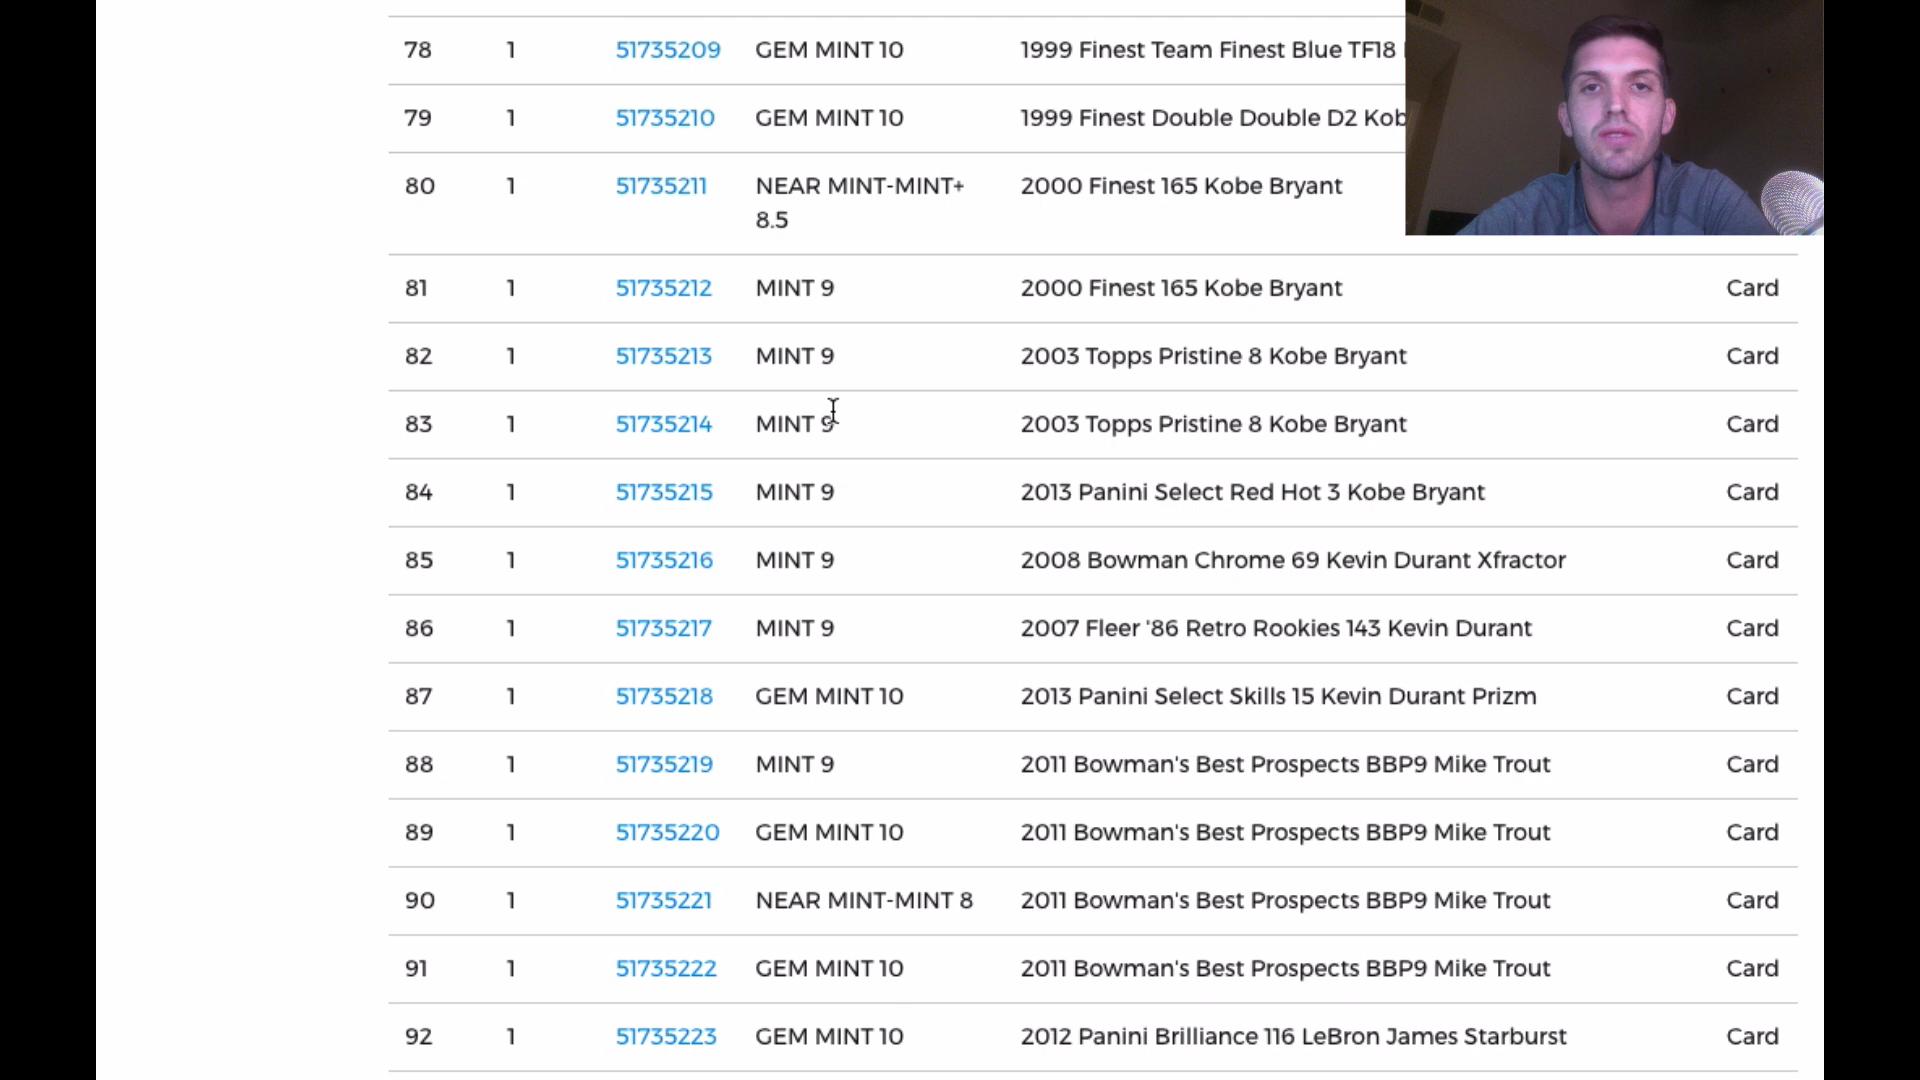 78 1 51735209 GEM MINT 10 1999 Finest Team Finest Blue TF18
79 1 51735210 GEM MINT 10 1999 Finest Double Double D2 Kob
80 1 51735211 NEAR MINT-MINT+ 2000 Finest 165 Kobe Bryant
8.5
81 1 51735212 MINT 9 2000 Finest 165 Kobe Bryant Card
82 1 51735213 MINT 9 2003 Topps Pristine 8 Kobe Bryant Card
83 1 51735214 MINT 9 2003 Topps Pristine 8 Kobe Bryant Card
84 1 51735215 MINT 9 2013 Panini Select Red Hot 3 Kobe Bryant Card
85 1 51735216 MINT 9 2008 Bowman Chrome 69 Kevin Durant Xfractor Card
86 1 51735217 MINT 9 2007 Fleer '86 Retro Rookies 143 Kevin Durant Card
87 1 51735218 GEM MINT 10 2013 Panini Select Skills 15 Kevin Durant Prizm Card
88 1 51735219 MINT 9 2011 Bowman's Best Prospects BBP9 Mike Trout Card
89 1 51735220 GEM MINT 10 2011 Bowman's Best Prospects BBP9 Mike Trout Card
90 1 51735221 NEAR MINT-MINT 8 2011 Bowman's Best Prospects BBP9 Mike Trout Card
91 1 51735222 GEM MINT 10 2011 Bowman's Best Prospects BBP9 Mike Trout Card
92 1 51735223 GEM MINT 10 2012 Panini Brilliance 116 LeBron James Starburst Card